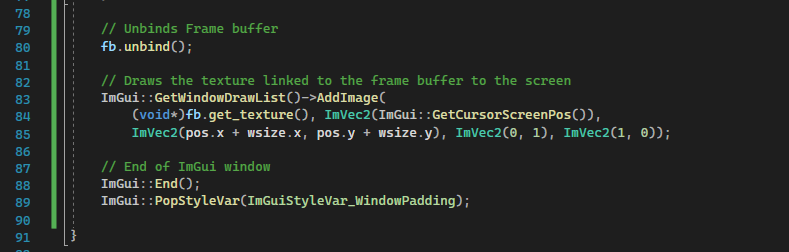 78
79 // Unbinds Frame buffer
80 fb.unbind();
81
82 // Draws the texture linked to the frame buffer to the screen
83 ImGui::GetWindowDrawList()->AddImage(
84 (void*)fb.get_texture(), ImVec2(ImGui::GetCursorScreenPos()),
85 ImVec2(pos.x + wsize.x, pos.y + wsize.y), ImVec2(0, 1), ImVec2(1, 0));
86
87 // End of ImGui window
88 ImGui::End();
89 ImGui::PopStyleVar(ImGuiStyleVar_WindowPadding);
90
91 }